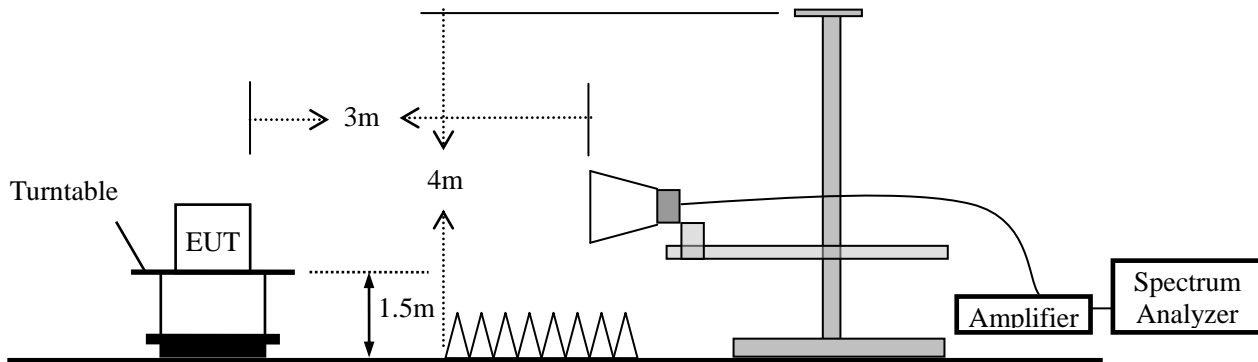 3m
4m
Turntable
EUT
1.5m
Amplifier
Spectrum
Analyzer